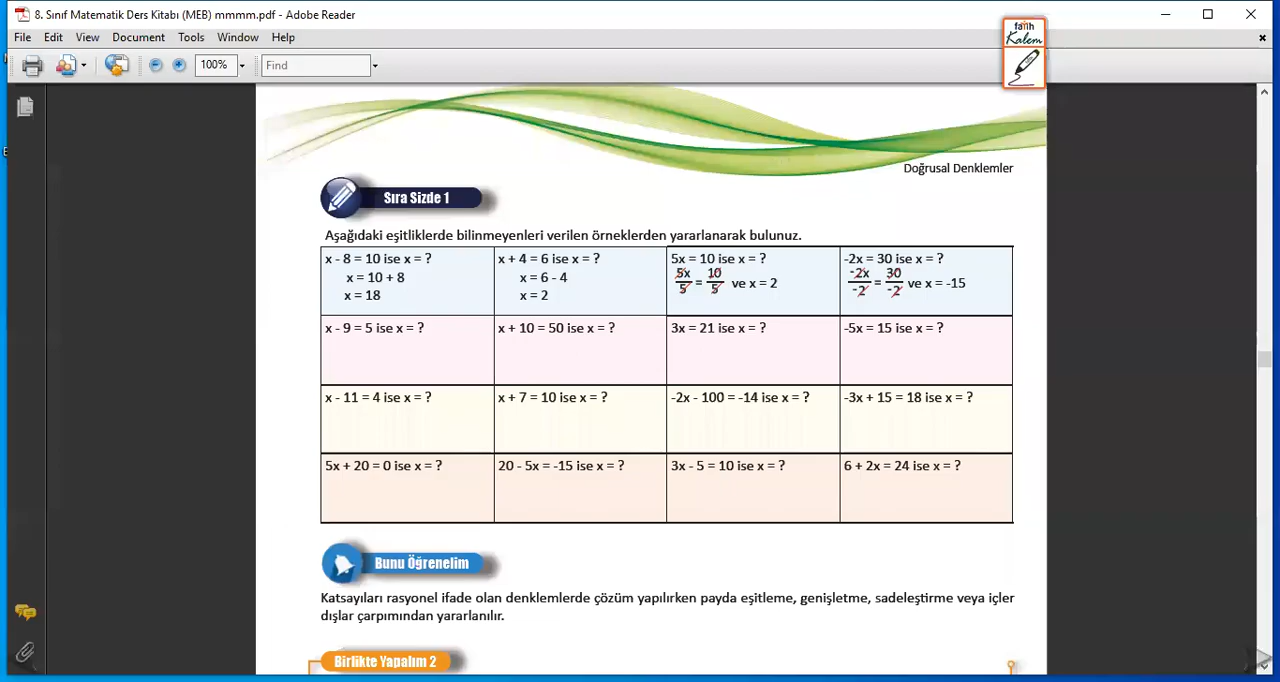 8. Sınıf Matematik Ders Kitabı (MEB) mmmm.pdf - Adobe Reader
File Edit View Document Tools Window Help
fatih
Kalem
100%
Find
Doğrusal Denklemler
Sıra Sizde 1
Aşağıdaki eşitliklerde bilinmeyenleri verilen örneklerden yararlanarak bulunuz.
x - 8 = 10 ise x = ?
x = 10 + 8
x = 18
x + 4 = 6 ise x = ?
x = 6 - 4
x = 2
5x = 10 ise x = ?
5x/5 = 10/5 ve x = 2
-2x = 30 ise x = ?
-2x/-2 = 30/-2 ve x = -15
x - 9 = 5 ise x = ?
x + 10 = 50 ise x = ?
3x = 21 ise x = ?
-5x = 15 ise x = ?
x - 11 = 4 ise x = ?
x + 7 = 10 ise x = ?
-2x - 100 = -14 ise x = ?
-3x + 15 = 18 ise x = ?
5x + 20 = 0 ise x = ?
20 - 5x = -15 ise x = ?
3x - 5 = 10 ise x = ?
6 + 2x = 24 ise x = ?
Bunu Öğrenelim
Katsayıları rasyonel ifade olan denklemlerde çözüm yapılırken payda eşitleme, genişletme, sadeleştirme veya içler
dışlar çarpımından yararlanılır.
Birlikte Yapalım 2